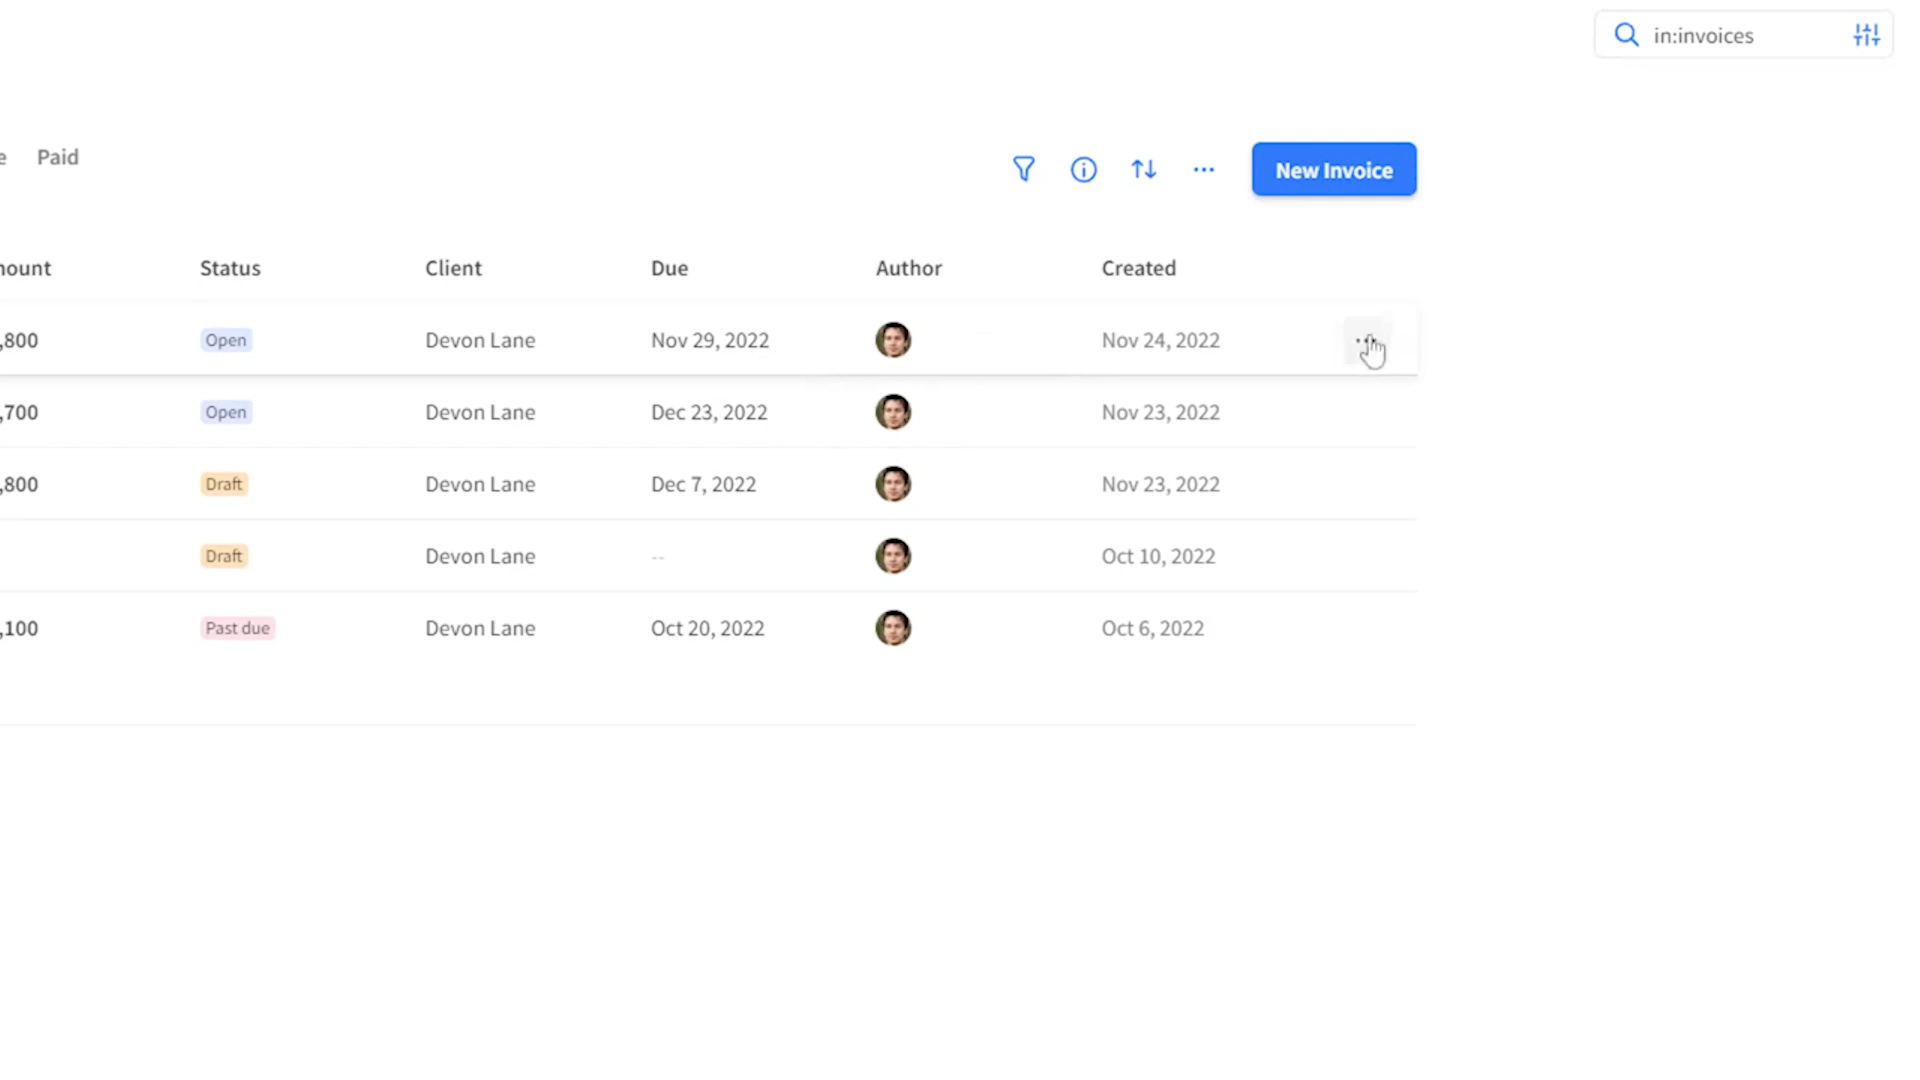 in:invoices
e Paid
New Invoice
nount Status Client Due Author Created
,800 Open Devon Lane Nov 29, 2022 Nov 24, 2022
,700 Open Devon Lane Dec 23, 2022 Nov 23, 2022
,800 Draft Devon Lane Dec 7, 2022 Nov 23, 2022
Draft Devon Lane -- Oct 10, 2022
,100 Past due Devon Lane Oct 20, 2022 Oct 6, 2022